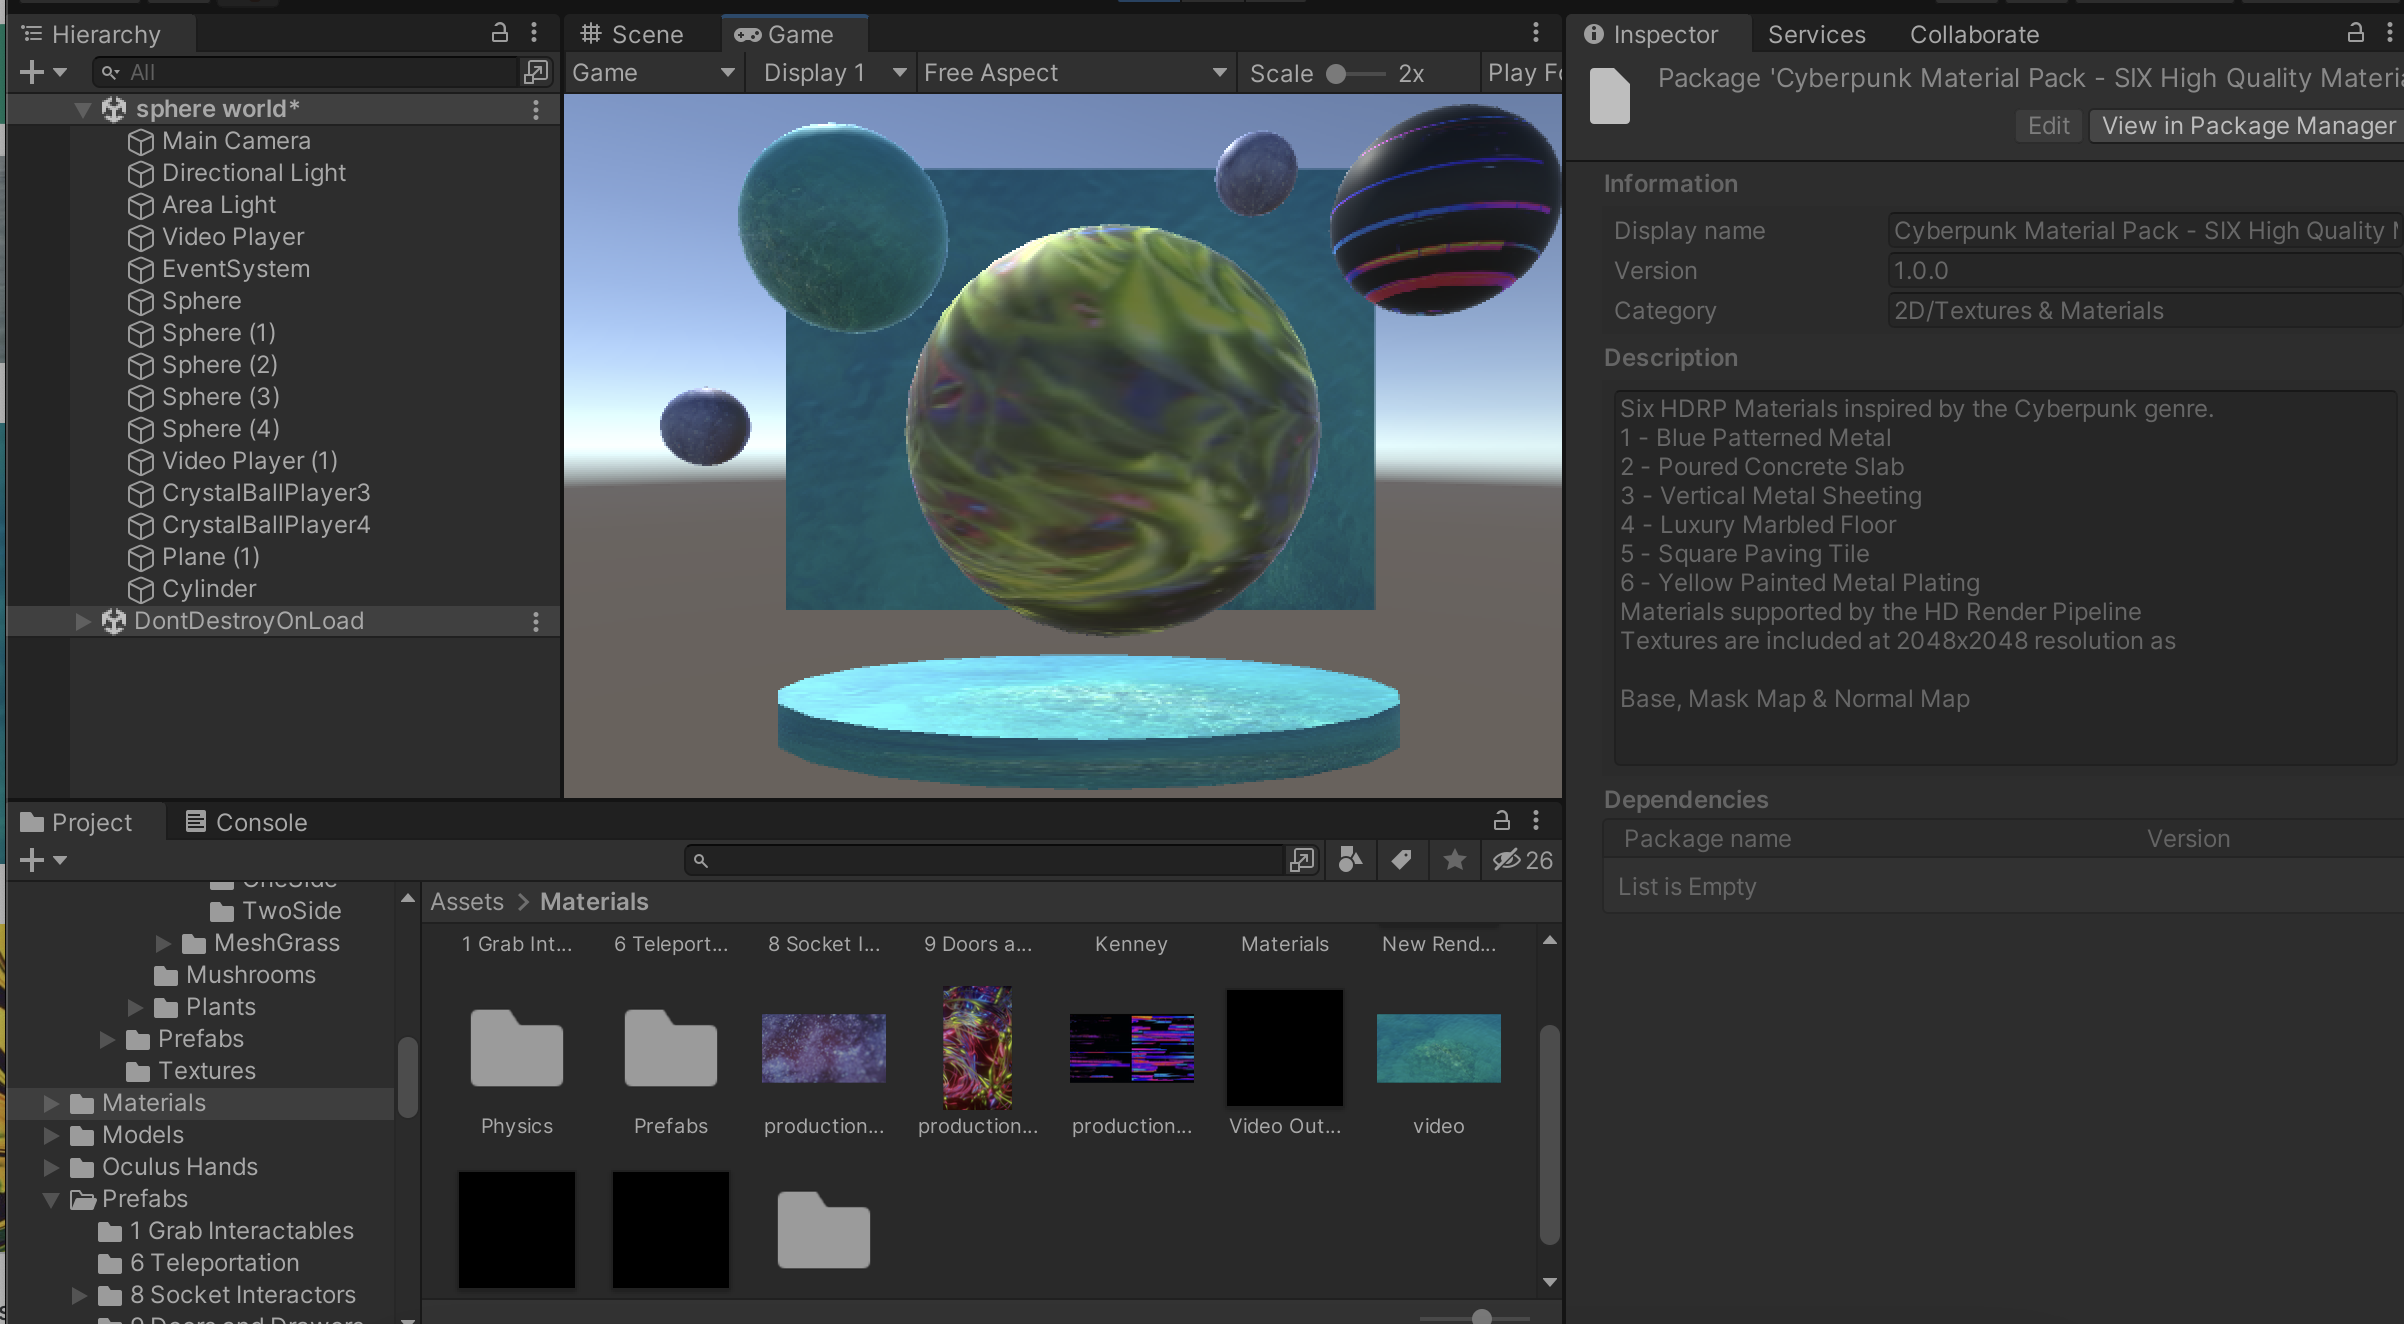 Hierarchy
All
sphere world*
Main Camera
Directional Light
Area Light
Video Player
EventSystem
Sphere
Sphere (1)
Sphere (2)
Sphere (3)
Sphere (4)
Video Player (1)
CrystalBallPlayer3
CrystalBallPlayer4
Plane (1)
Cylinder
DontDestroyOnLoad
Scene
Game
Game
Display 1
Free Aspect
Scale
2x
Play Fo
Inspector
Services
Collaborate
Package 'Cyberpunk Material Pack - SIX High Quality Materia
Edit
View in Package Manager
Information
Display name
Cyberpunk Material Pack - SIX High Quality
Version
1.0.0
Category
2D/Textures & Materials
Description
Six HDRP Materials inspired by the Cyberpunk genre.
1 - Blue Patterned Metal
2 - Poured Concrete Slab
3 - Vertical Metal Sheeting
4 - Luxury Marbled Floor
5 - Square Paving Tile
6 - Yellow Painted Metal Plating
Materials supported by the HD Render Pipeline
Textures are included at 2048x2048 resolution as
Base, Mask Map & Normal Map
Dependencies
Package name
Version
List is Empty
Project
Console
26
OneSide
TwoSide
MeshGrass
Mushrooms
Plants
Prefabs
Textures
Materials
Models
Oculus Hands
Prefabs
1 Grab Interactables
6 Teleportation
8 Socket Interactors
9 Doors and Drawers
Assets > Materials
1 Grab Int...
6 Teleport...
8 Socket I...
9 Doors a...
Kenney
Materials
New Rend...
Physics
Prefabs
production...
production...
production...
Video Out...
video